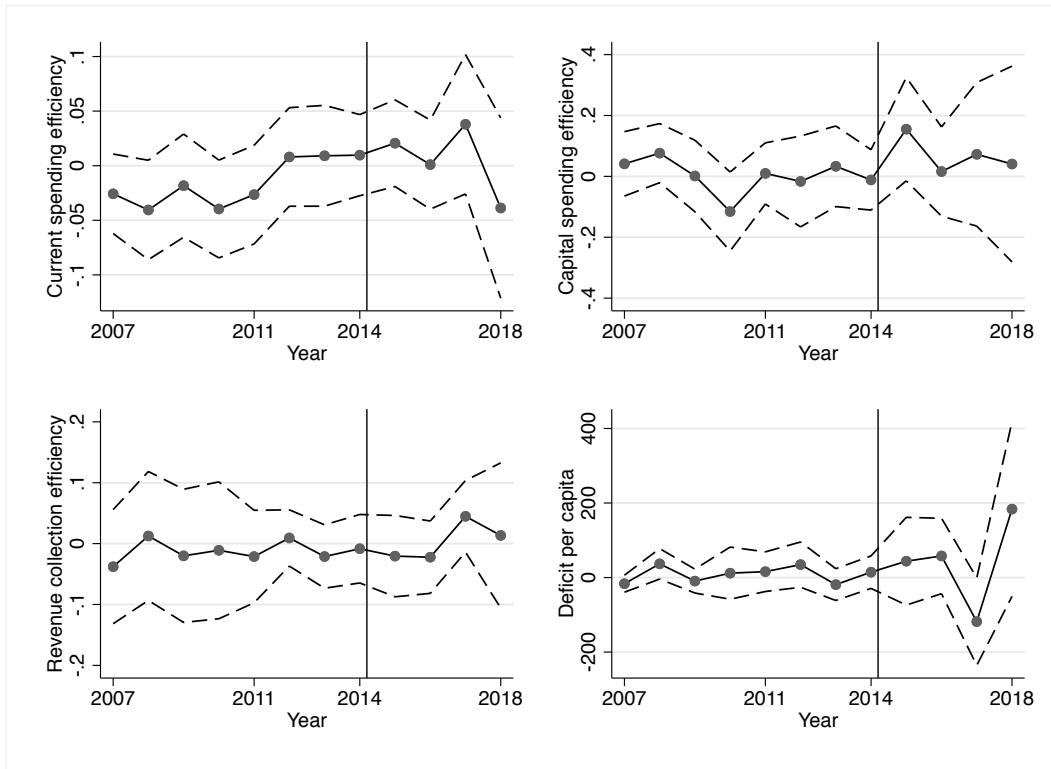 Current spending efficiency
.1
.05
0
-.05
-.1
2007 2011 2014 2018
Year
Capital spending efficiency
.4
.2
0
-.2
-.4
2007 2011 2014 2018
Year
Revenue collection efficiency
.2
.1
0
-.1
-.2
2007 2011 2014 2018
Year
Deficit per capita
400
200
0
-200
2007 2011 2014 2018
Year